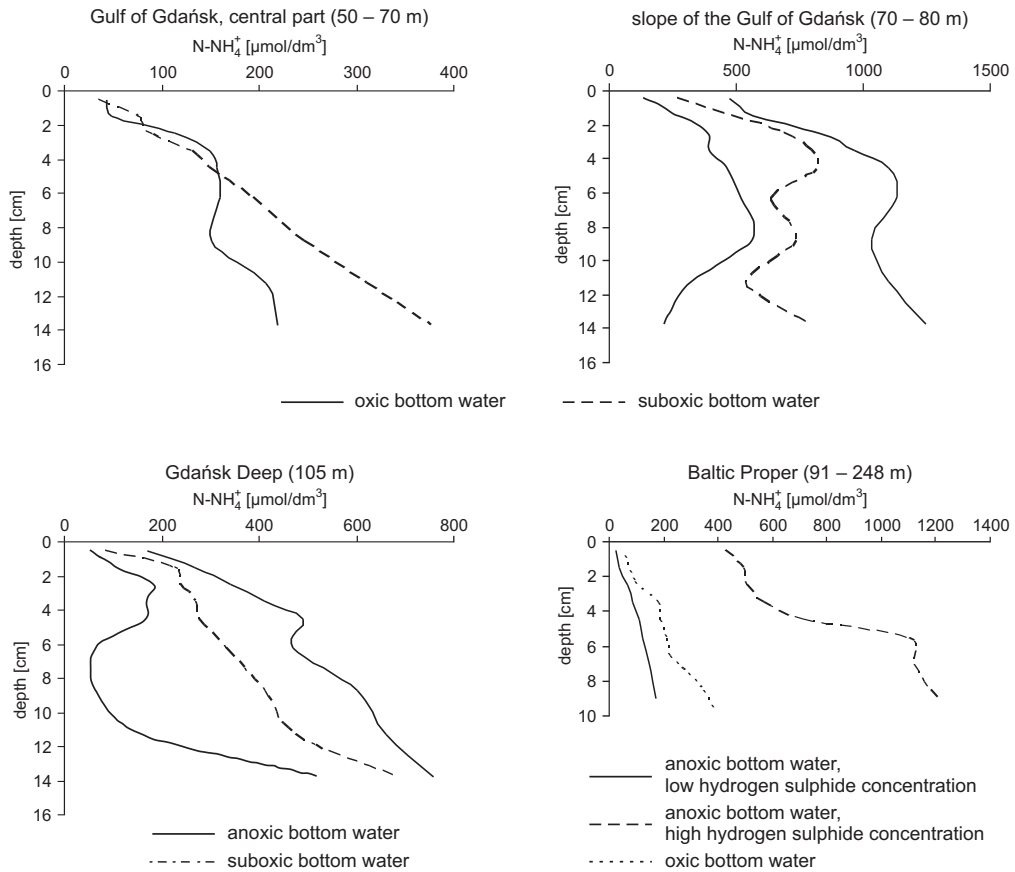 Gulf of Gdańsk, central part (50 – 70 m)
N-NH₄⁺ [µmol/dm³]
0 100 200 300 400
0
2
4
6
8
10
12
14
16
depth [cm]
slope of the Gulf of Gdańsk (70 – 80 m)
N-NH₄⁺ [µmol/dm³]
0 500 1000 1500
0
2
4
6
8
10
12
14
16
depth [cm]
oxic bottom water
suboxic bottom water
Gdańsk Deep (105 m)
N-NH₄⁺ [µmol/dm³]
0 200 400 600 800
0
2
4
6
8
10
12
14
16
depth [cm]
anoxic bottom water
suboxic bottom water
Baltic Proper (91 – 248 m)
N-NH₄⁺ [µmol/dm³]
0 200 400 600 800 1000 1200 1400
0
2
4
6
8
10
depth [cm]
anoxic bottom water,
low hydrogen sulphide concentration
anoxic bottom water,
high hydrogen sulphide concentration
oxic bottom water